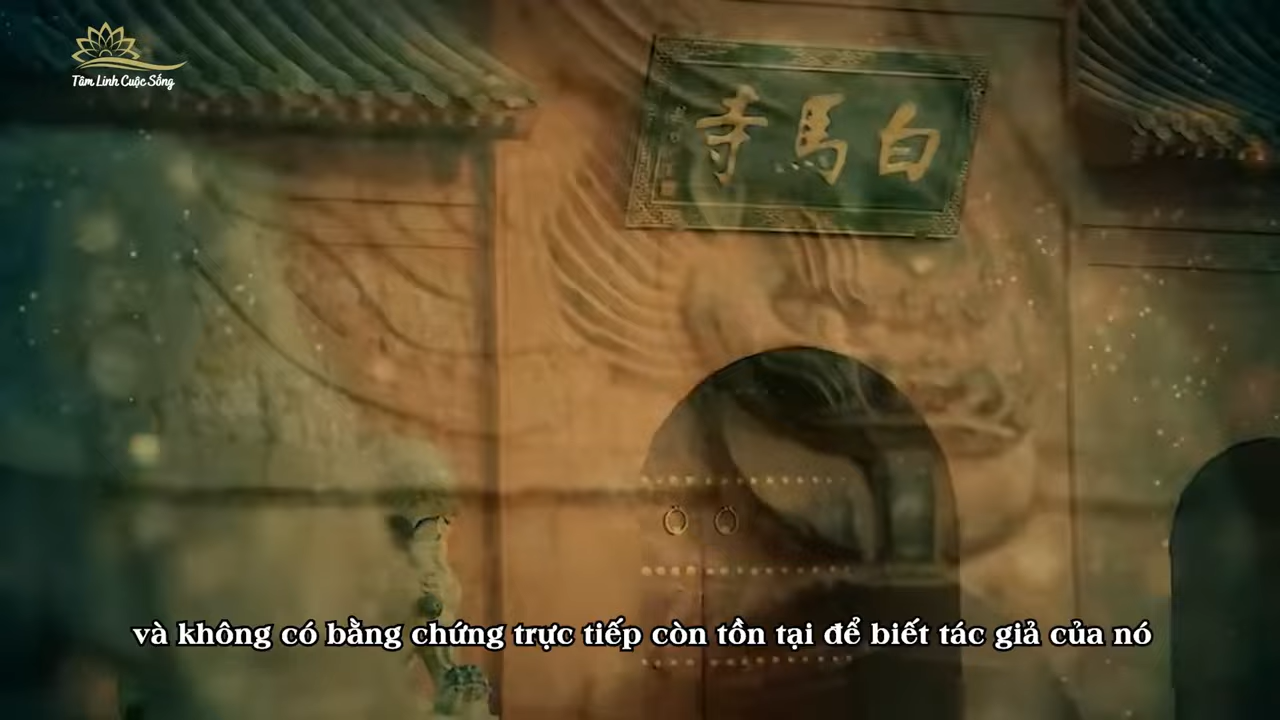 Tâm Linh Cuộc Sống
寺馬白
và không có bằng chứng trực tiếp còn tồn tại để biết tác giả của nó